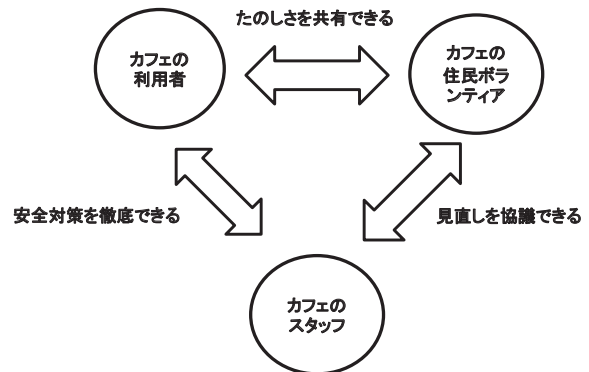 たのしさを共有できる
カフェの
利用者
カフェの
住民ボラ
ンティア
安全対策を徹底できる
見直しを協議できる
カフェの
スタッフ